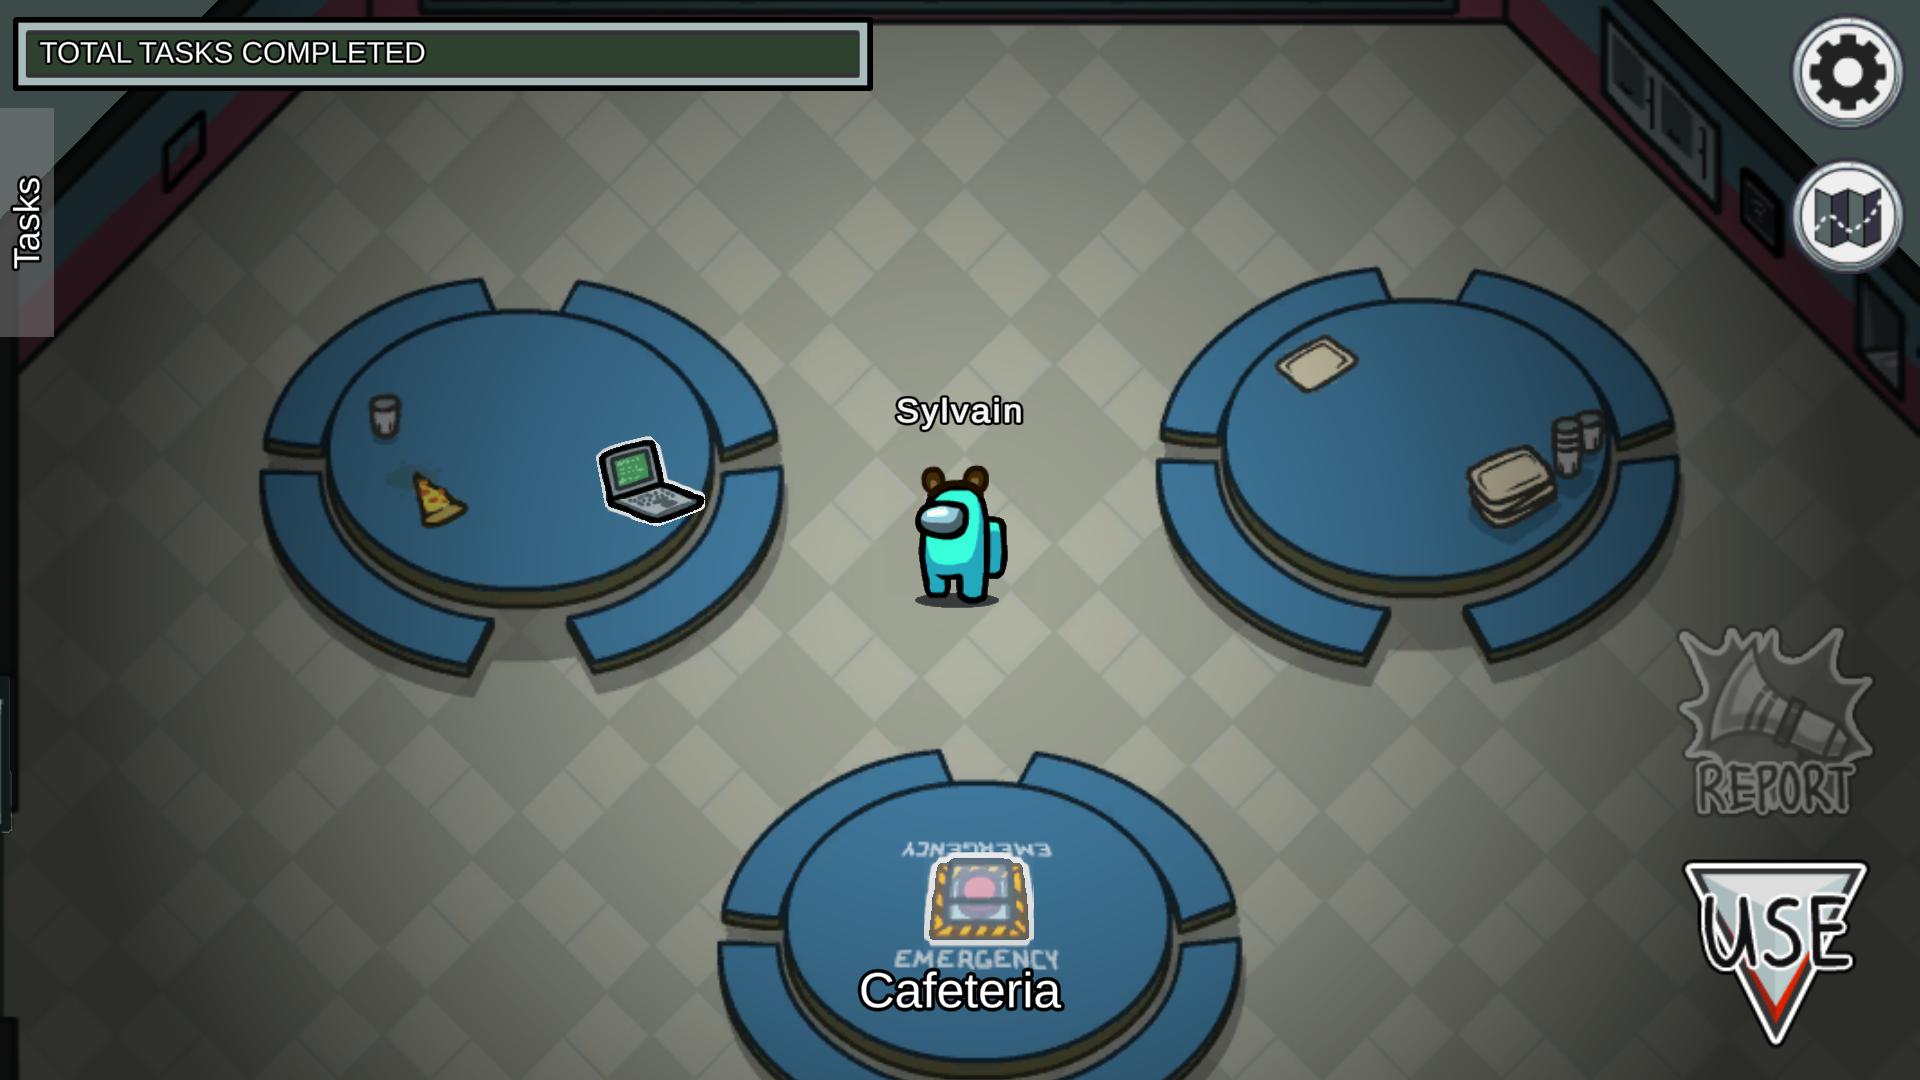 TOTAL TASKS COMPLETED
Tasks
Sylvain
REPORT
EMERGENCY
USE
EMERGENCY
Cafeteria